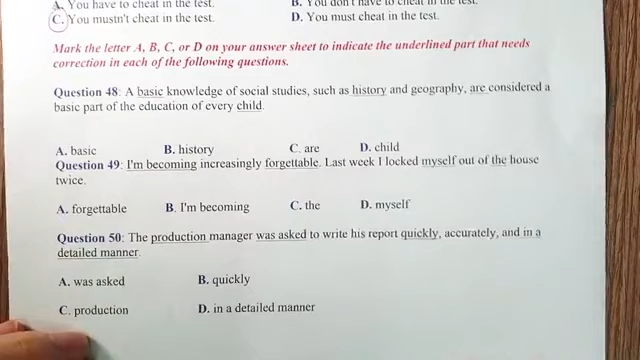 A. You have to cheat in the test. B. You don't have to cheat in the test.
C. You mustn't cheat in the test. D. You must cheat in the test.
Mark the letter A, B, C, or D on your answer sheet to indicate the underlined part that needs
correction in each of the following questions.
Question 48: A basic knowledge of social studies, such as history and geography, are considered a
basic part of the education of every child.
A. basic B. history C. are D. child
Question 49: I'm becoming increasingly forgettable. Last week I locked myself out of the house
twice.
A. forgettable B. I'm becoming C. the D. myself
Question 50: The production manager was asked to write his report quickly, accurately, and in a
detailed manner.
A. was asked B. quickly
C. production D. in a detailed manner